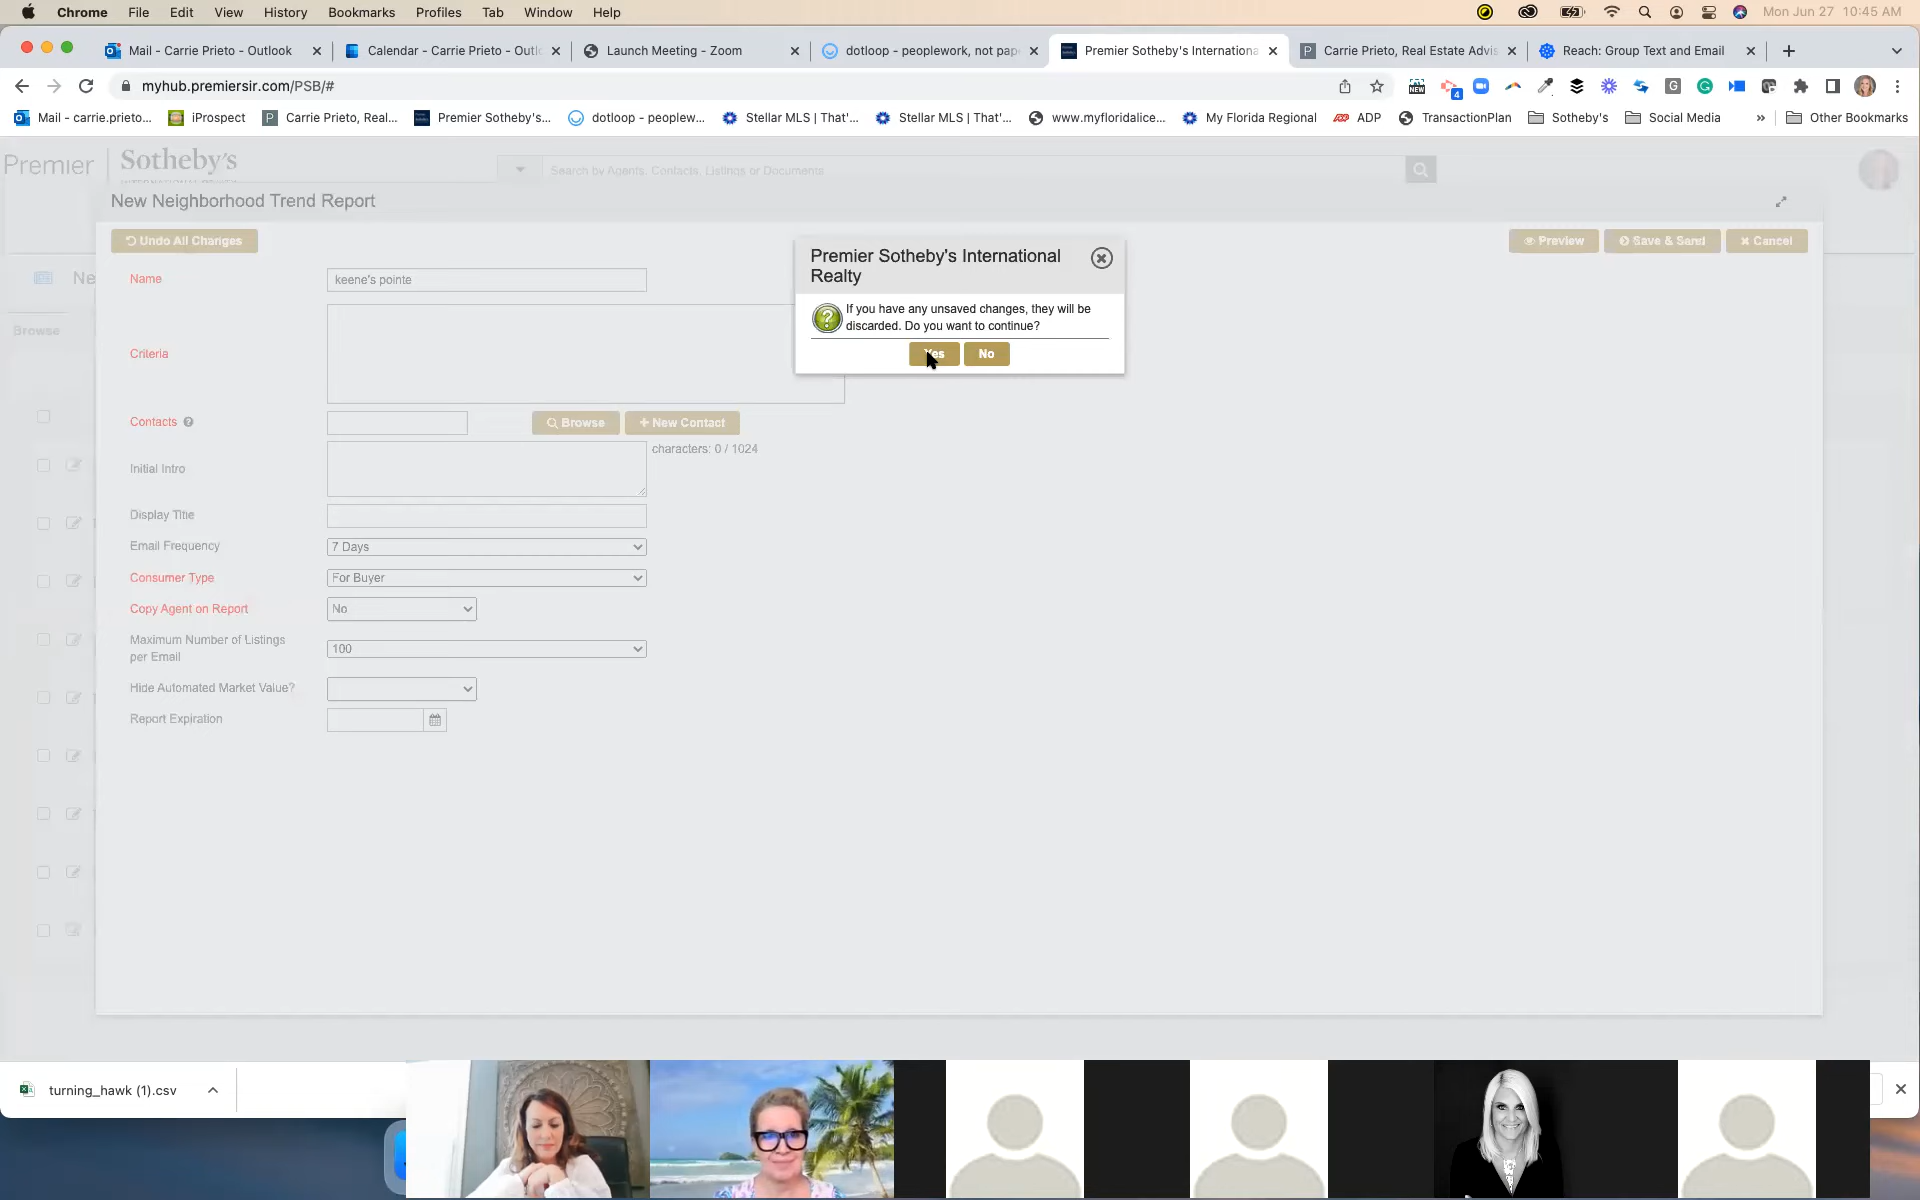 Chrome File Edit View History Bookmarks Profiles Tab Window Help Mon Jun 27 10:45 AM
Mail - Carrie Prieto - Outlook Calendar - Carrie Prieto - Outl Launch Meeting - Zoom dotloop - peoplework, not pap Premier Sotheby's Internationa Carrie Prieto, Real Estate Advis Reach: Group Text and Email
myhub.premiersir.com/PSB/#
NEW 4 G
Mail - carrie.prieto... iProspect P Carrie Prieto, Real... Premier Sotheby's... dotloop - peoplew... Stellar MLS | That'... Stellar MLS | That'... www.myfloridalice... My Florida Regional ADP TransactionPlan Sotheby's Social Media » Other Bookmarks
Premier | Sotheby's
Search by Agents, Contacts, Listings or Documents
New Neighborhood Trend Report
Undo All Changes Preview Save & Send Cancel
Ne
Browse
Name keene's pointe
Criteria
Contacts Browse + New Contact
Initial Intro characters: 0 / 1024
Display Title
Email Frequency 7 Days
Consumer Type For Buyer
Copy Agent on Report No
Maximum Number of Listings
per Email 100
Hide Automated Market Value?
Report Expiration
Premier Sotheby's International
Realty
If you have any unsaved changes, they will be
discarded. Do you want to continue?
Yes No
turning_hawk (1).csv